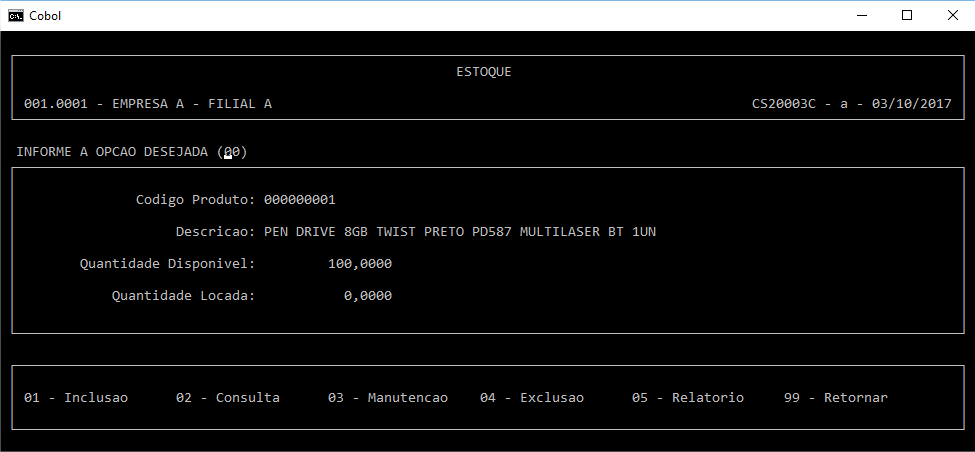 Cobol
ESTOQUE
001.0001 - EMPRESA A - FILIAL A CS20003C - a - 03/10/2017
INFORME A OPCAO DESEJADA (00)
Codigo Produto: 000000001
Descricao: PEN DRIVE 8GB TWIST PRETO PD587 MULTILASER BT 1UN
Quantidade Disponivel: 100,0000
Quantidade Locada: 0,0000
01 - Inclusao 02 - Consulta 03 - Manutencao 04 - Exclusao 05 - Relatorio 99 - Retornar